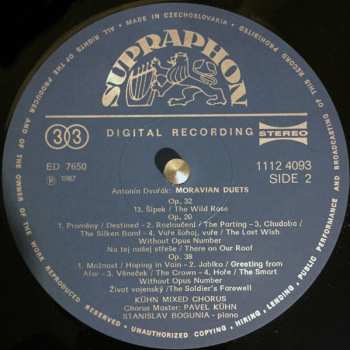 MADE IN CZECHOSLOVAKIA
ALL RIGHTS OF THE PRODUCER AND OF THE OWNER OF THE WORK REPRODUCED RESERVED. UNAUTHORIZED COPYING, HIRING, LENDING, PUBLIC PERFORMANCE AND BROADCASTING OF THIS RECORD PROHIBITED
SUPRAPHON
33
DIGITAL RECORDING
STEREO
ED 7650
1112 4093
Ⓟ 1987
SIDE 2
Antonín Dvořák: MORAVIAN DUETS
Op. 32
13. Šípek / The Wild Rose
Op. 20
1. Proměny / Destined - 2. Rozloučení / The Parting - 3. Chudoba /
The Silken Band - 4. Vuře šohaj, vuře / The Last Wish
Without Opus Number
Na tej našej střeše / There on Our Roof
Op. 38
1. Možnost / Hoping in Vain - 2. Jablko / Greeting from
Afar - 3. Věneček / The Crown - 4. Hoře / The Smart
Without Opus Number
Život vojenský / The Soldier's Farewell
KÜHN MIXED CHORUS
Chorus Master: PAVEL KÜHN
STANISLAV BOGUNIA - piano